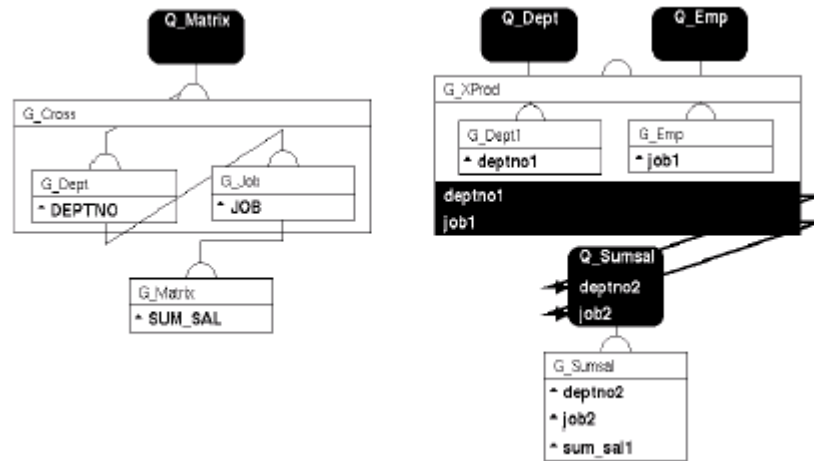 Q_Matrix
G_Cross
G_Dept
DEPTNO
G_Job
JOB
G_Matrix
SUM_SAL
Q_Dept
Q_Emp
G_XProd
G_Dept1
deptno1
G_Emp
job1
deptno1
job1
Q_Sumsal
deptno2
job2
G_Sumsal
deptno2
job2
sum_sal1